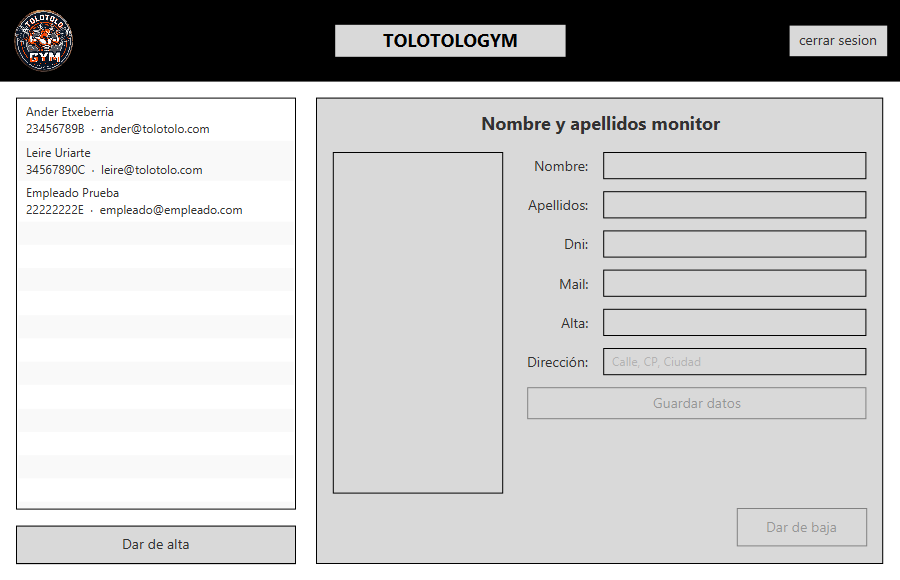 TOLOTOLO
GYM
TOLOTOLOGYM
cerrar sesion
Ander Etxeberria
23456789B · ander@tolotolo.com
Leire Uriarte
34567890C · leire@tolotolo.com
Empleado Prueba
22222222E · empleado@empleado.com
Dar de alta
Nombre y apellidos monitor
Nombre:
Apellidos:
Dni:
Mail:
Alta:
Dirección: Calle, CP, Ciudad
Guardar datos
Dar de baja